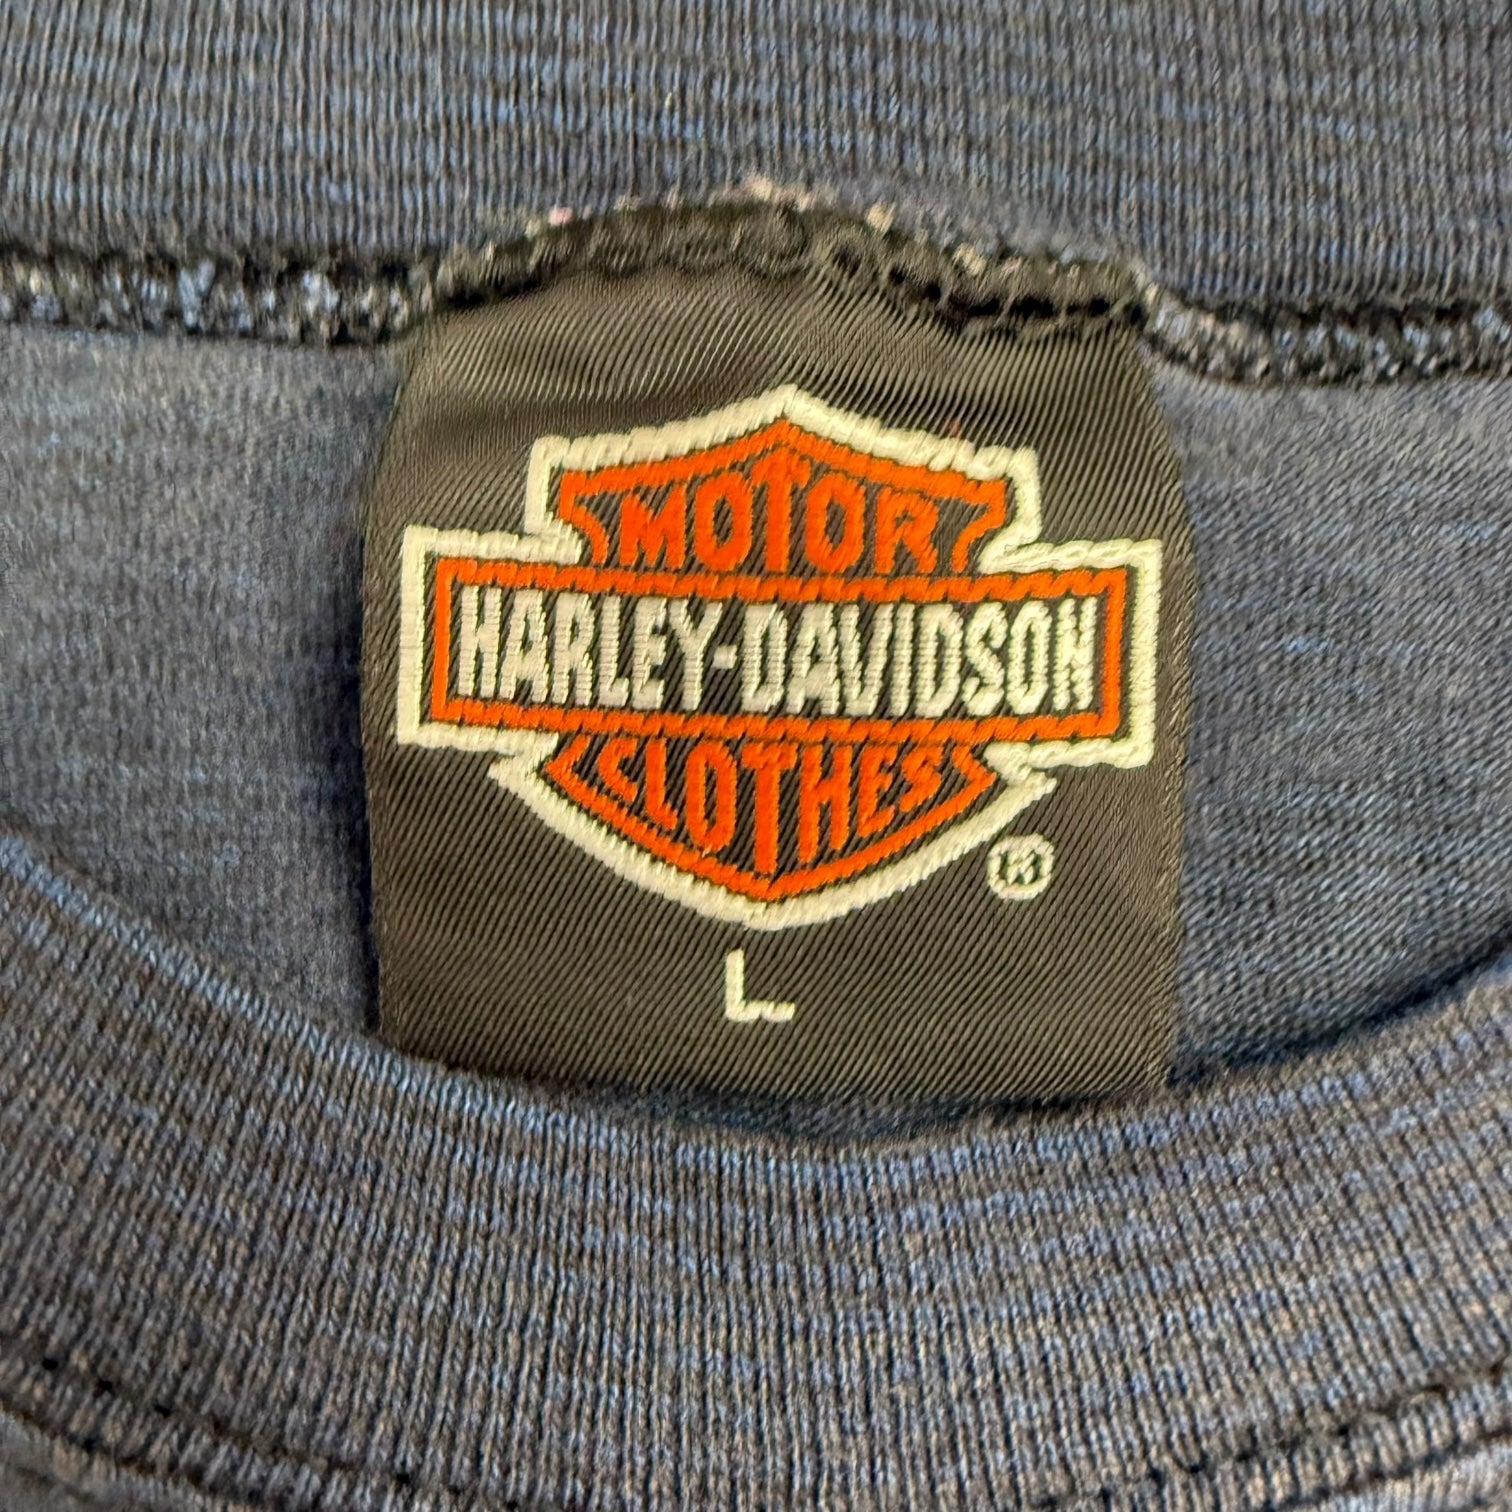 MOTOR
HARLEY-DAVIDSON
CLOTHES
®
L